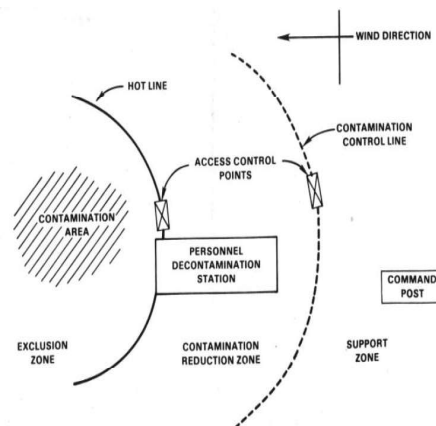 WIND DIRECTION
HOT LINE
CONTAMINATION
CONTROL LINE
ACCESS CONTROL
POINTS
CONTAMINATION
AREA
PERSONNEL
DECONTAMINATION
STATION
COMMAND
POST
EXCLUSION
ZONE
CONTAMINATION
REDUCTION ZONE
SUPPORT
ZONE